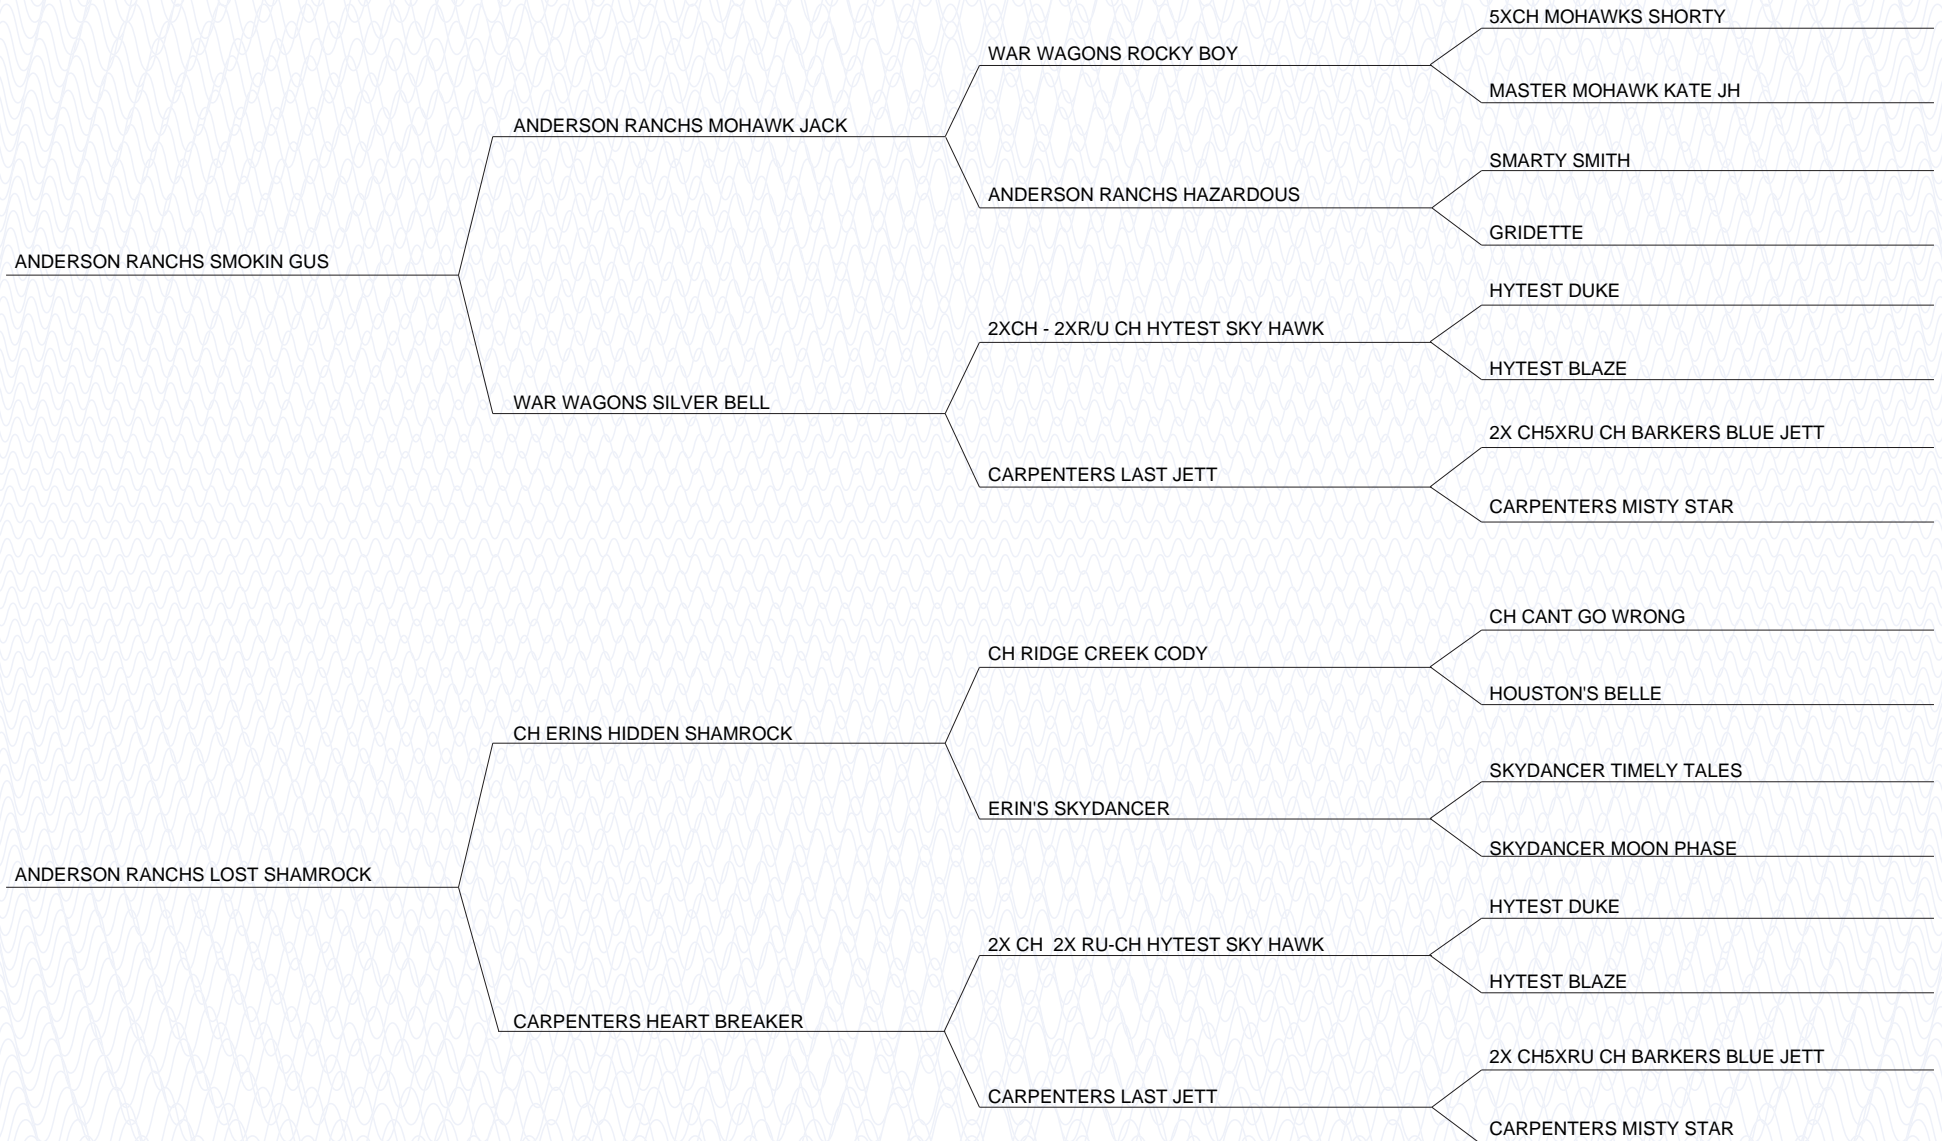 5XCH MOHAWKS SHORTY
WAR WAGONS ROCKY BOY
MASTER MOHAWK KATE JH
ANDERSON RANCHS MOHAWK JACK
SMARTY SMITH
ANDERSON RANCHS HAZARDOUS
GRIDETTE
ANDERSON RANCHS SMOKIN GUS
HYTEST DUKE
2XCH - 2XR/U CH HYTEST SKY HAWK
HYTEST BLAZE
WAR WAGONS SILVER BELL
2X CH5XRU CH BARKERS BLUE JETT
CARPENTERS LAST JETT
CARPENTERS MISTY STAR
CH CANT GO WRONG
CH RIDGE CREEK CODY
HOUSTON'S BELLE
CH ERINS HIDDEN SHAMROCK
SKYDANCER TIMELY TALES
ERIN'S SKYDANCER
SKYDANCER MOON PHASE
ANDERSON RANCHS LOST SHAMROCK
HYTEST DUKE
2X CH  2X RU-CH HYTEST SKY HAWK
HYTEST BLAZE
CARPENTERS HEART BREAKER
2X CH5XRU CH BARKERS BLUE JETT
CARPENTERS LAST JETT
CARPENTERS MISTY STAR